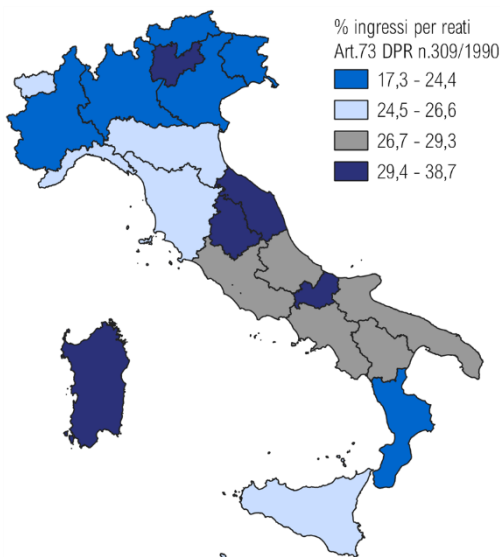 % ingressi per reati
Art.73 DPR n.309/1990
17,3 - 24,4
24,5 - 26,6
26,7 - 29,3
29,4 - 38,7